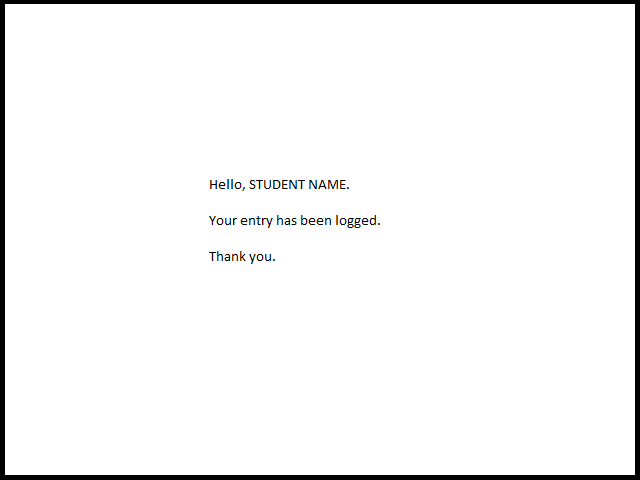 Hello, STUDENT NAME.
Your entry has been logged.
Thank you.